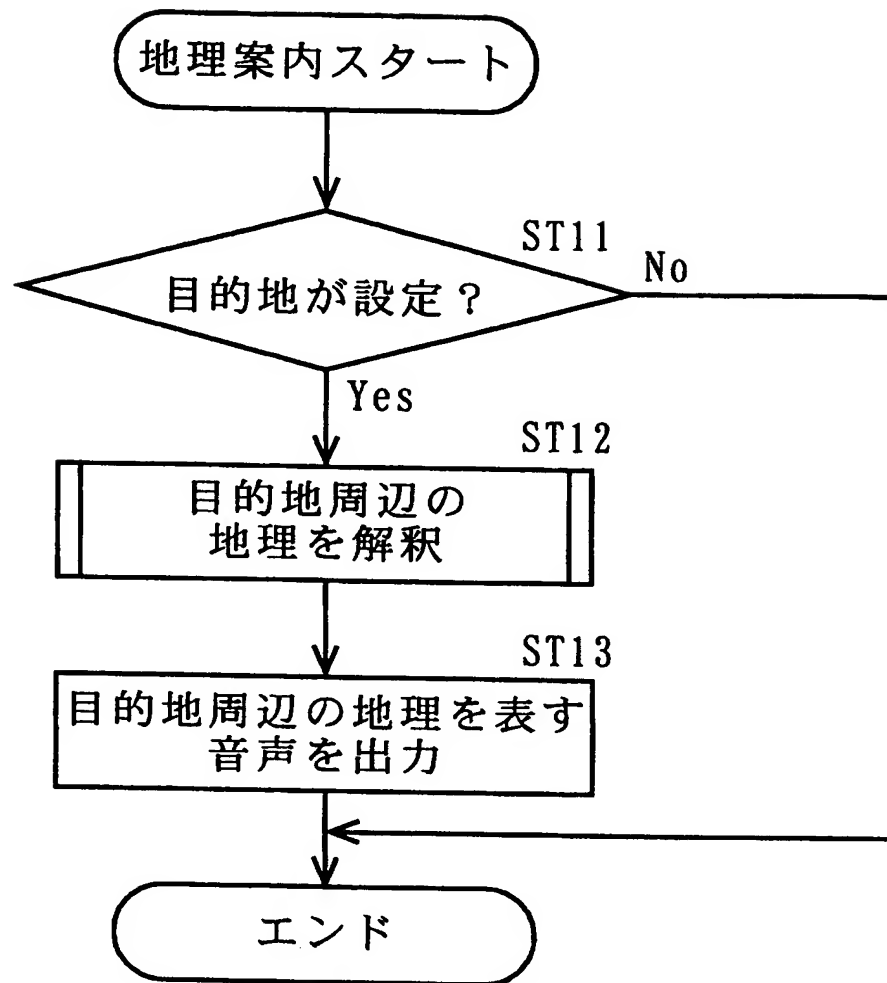 地理案内スタート
ST11
目的地が設定？
No
Yes
ST12
目的地周辺の
地理を解釈
ST13
目的地周辺の地理を表す
音声を出力
エンド